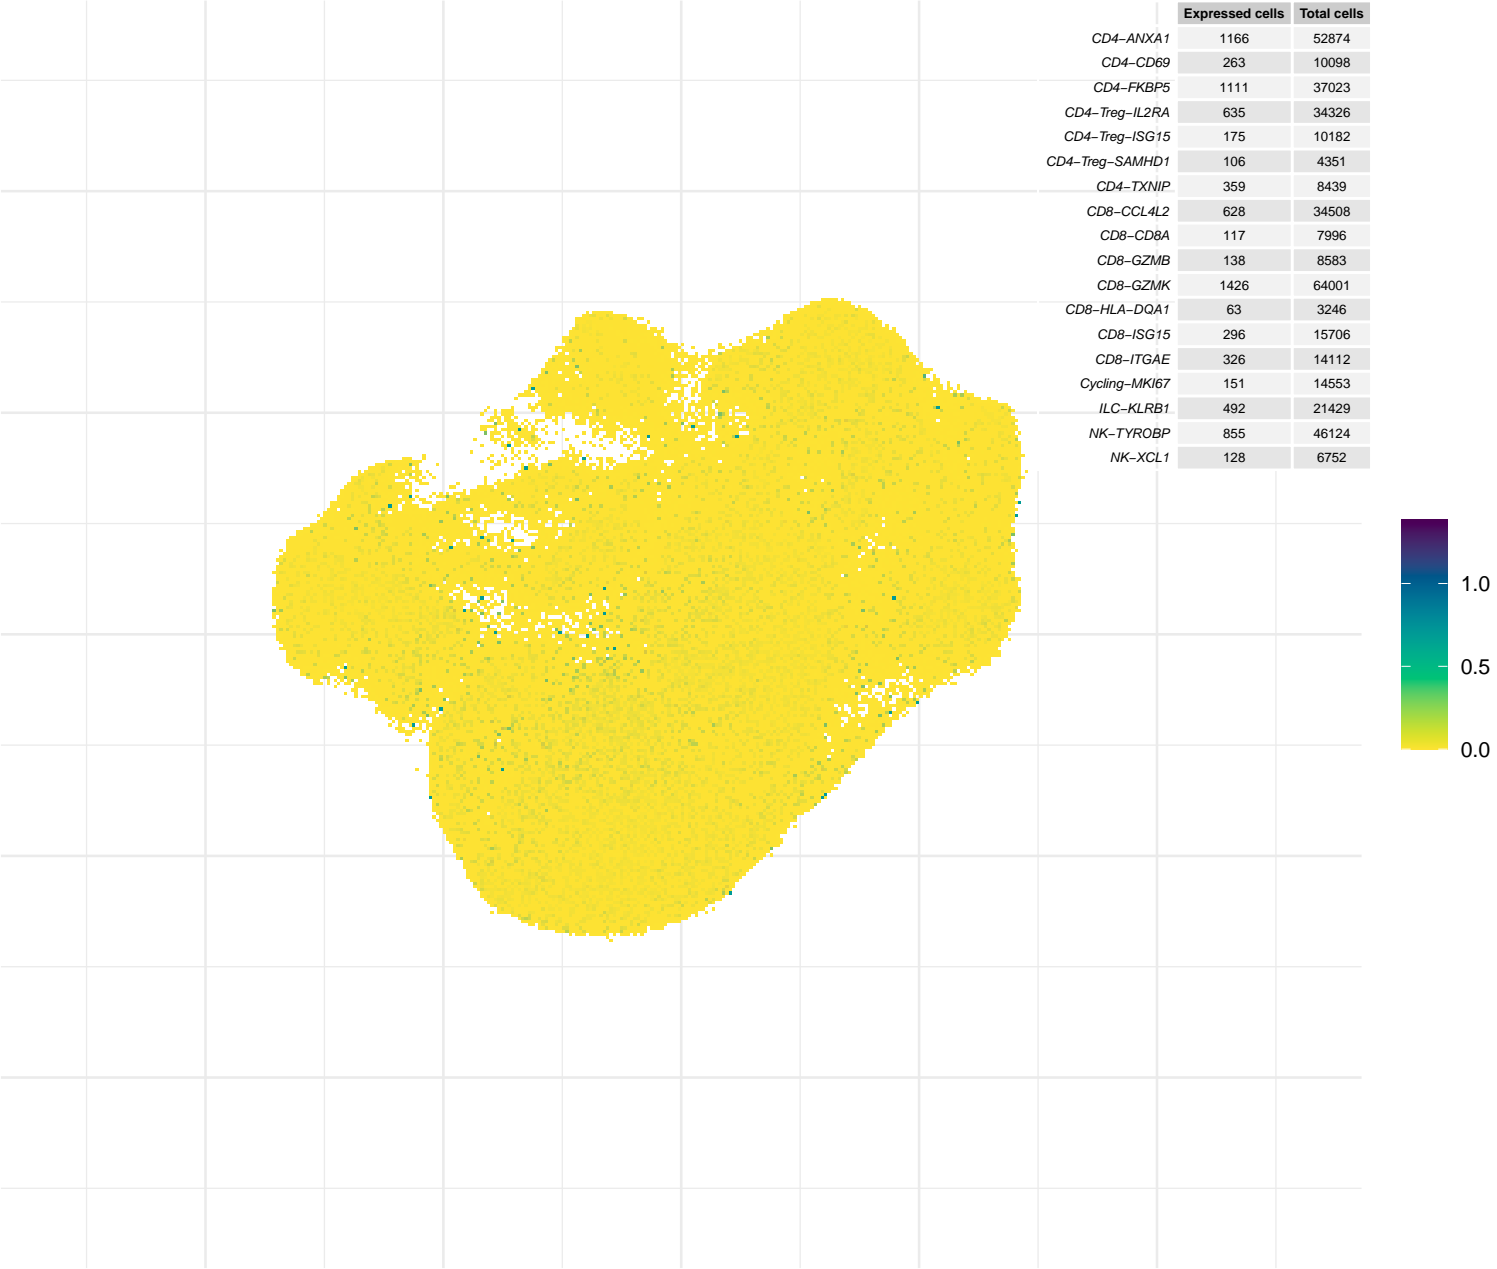 Expressed cells Total cells
CD4−ANXA1 1166 52874
CD4−CD69 263 10098
CD4−FKBP5 1111 37023
CD4−Treg−IL2RA 635 34326
CD4−Treg−ISG15 175 10182
CD4−Treg−SAMHD1 106 4351
CD4−TXNIP 359 8439
CD8−CCL4L2 628 34508
CD8−CD8A 117 7996
CD8−GZMB 138 8583
CD8−GZMK 1426 64001
CD8−HLA−DQA1 63 3246
CD8−ISG15 296 15706
CD8−ITGAE 326 14112
Cycling−MKI67 151 14553
ILC−KLRB1 492 21429
NK−TYROBP 855 46124
NK−XCL1 128 6752
1.0
0.5
0.0